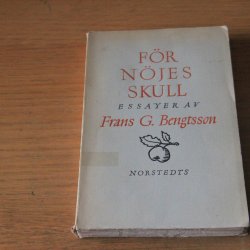 FÖR
NÖJES
SKULL
ESSAYER AV
Frans G. Bengtsson
NORSTEDTS